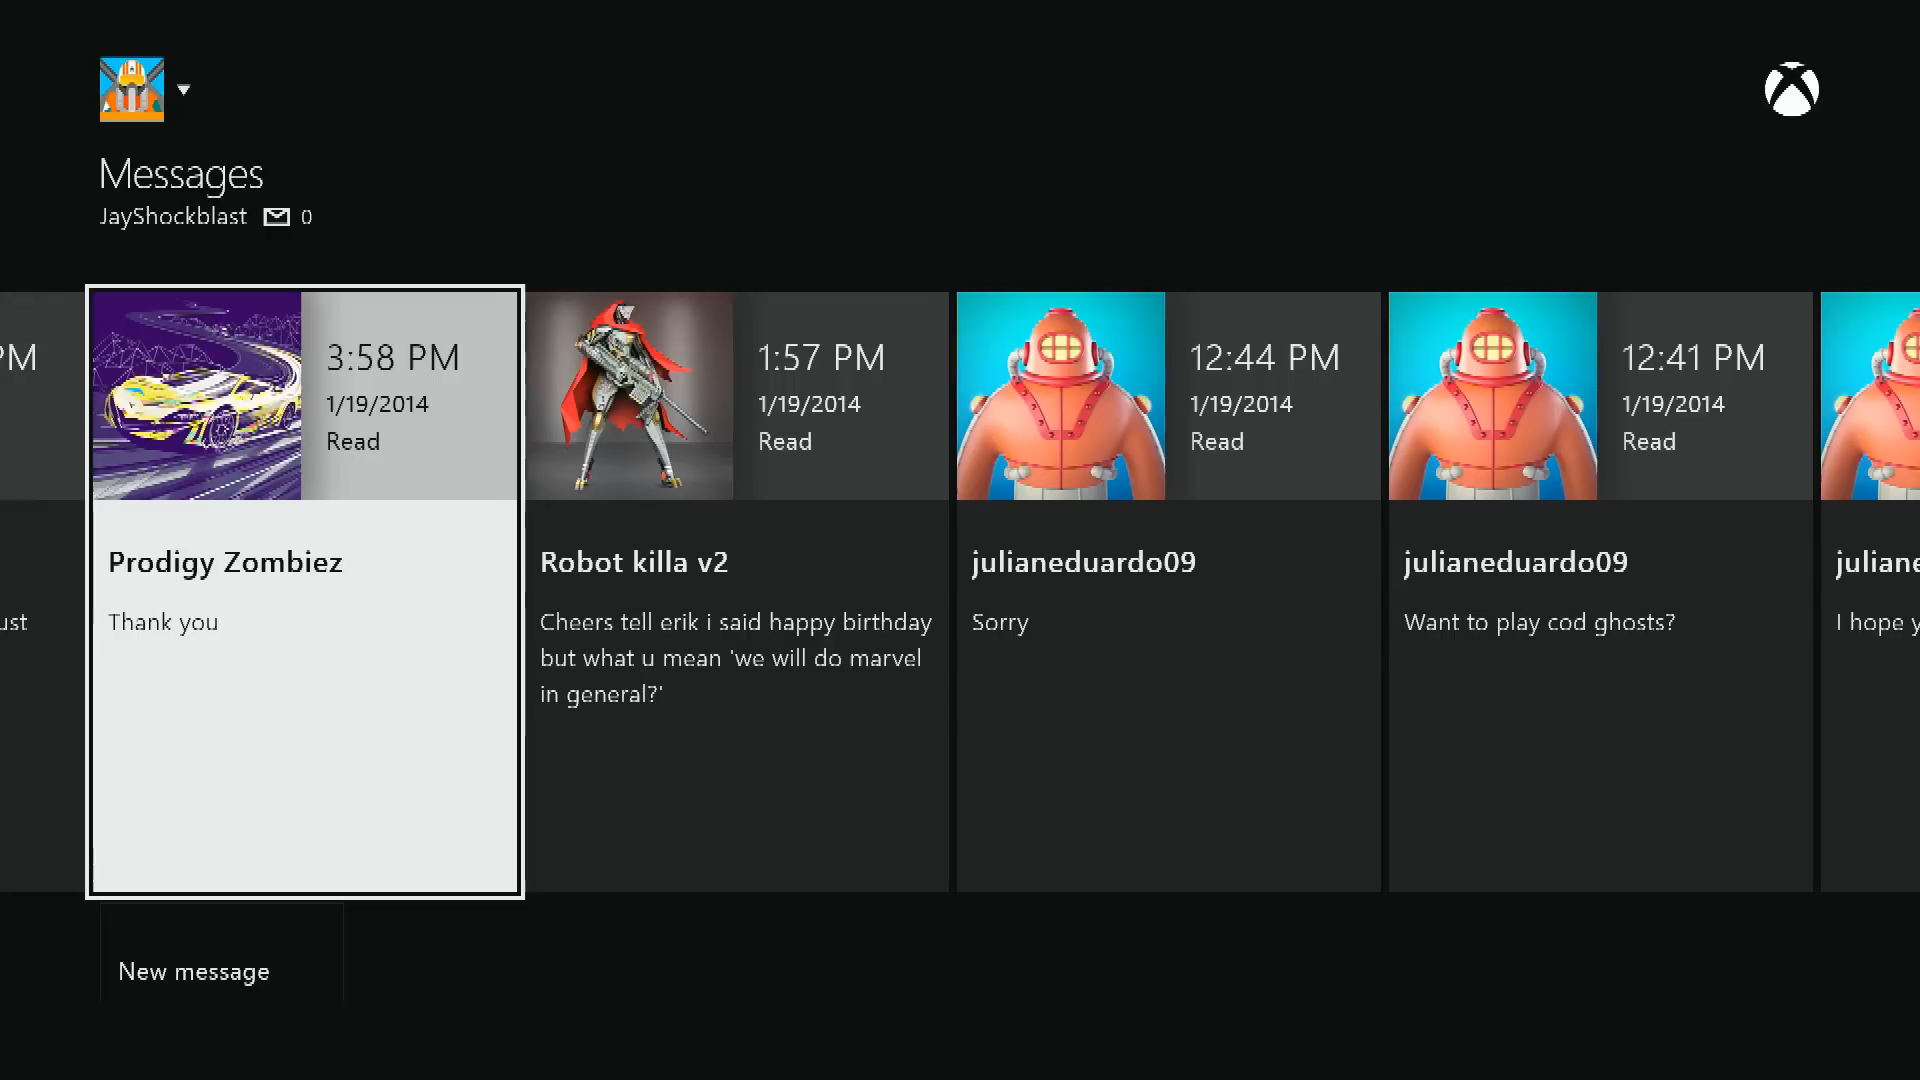 Messages
JayShockblast 0
PM
ust
3:58 PM
1/19/2014
Read
Prodigy Zombiez
Thank you
1:57 PM
1/19/2014
Read
Robot killa v2
Cheers tell erik i said happy birthday
but what u mean 'we will do marvel
in general?'
12:44 PM
1/19/2014
Read
julianeduardo09
Sorry
12:41 PM
1/19/2014
Read
julianeduardo09
Want to play cod ghosts?
juliane
I hope y
New message